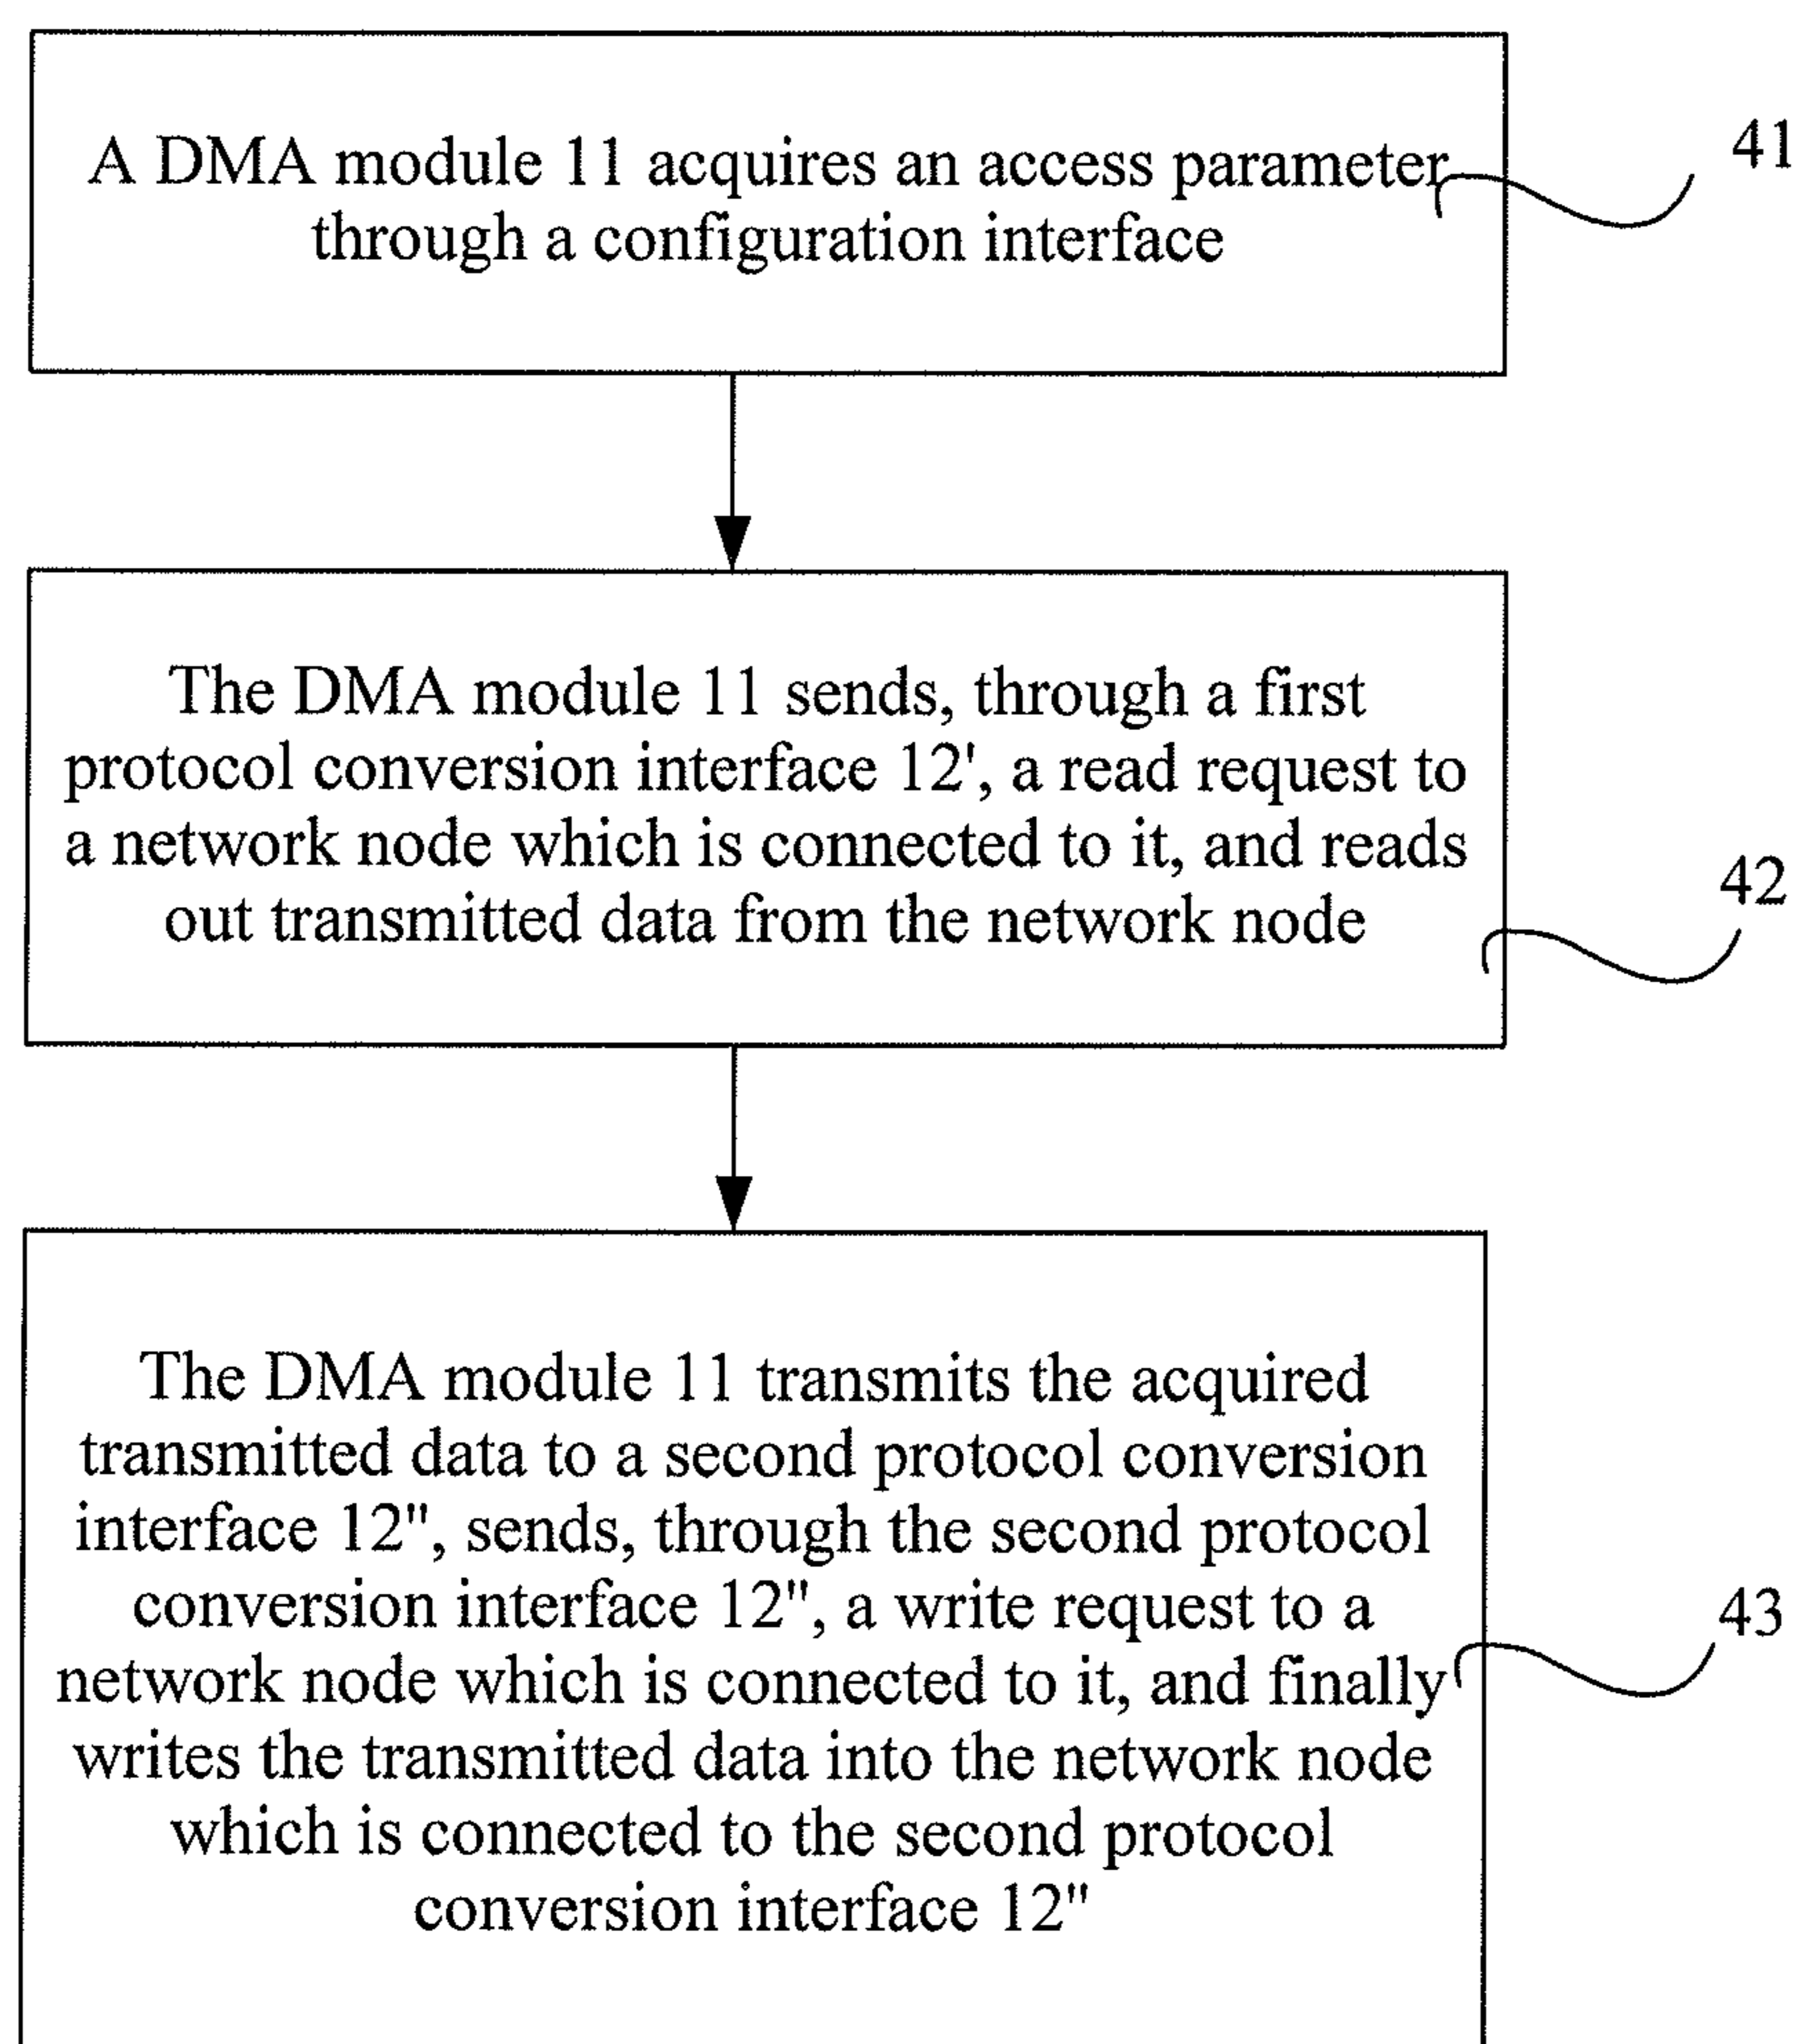 A DMA module 11 acquires an access parameter
through a configuration interface
41
The DMA module 11 sends, through a first
protocol conversion interface 12', a read request to
a network node which is connected to it, and reads
out transmitted data from the network node
42
The DMA module 11 transmits the acquired
transmitted data to a second protocol conversion
interface 12", sends, through the second protocol
conversion interface 12", a write request to a
network node which is connected to it, and finally
writes the transmitted data into the network node
which is connected to the second protocol
conversion interface 12"
43